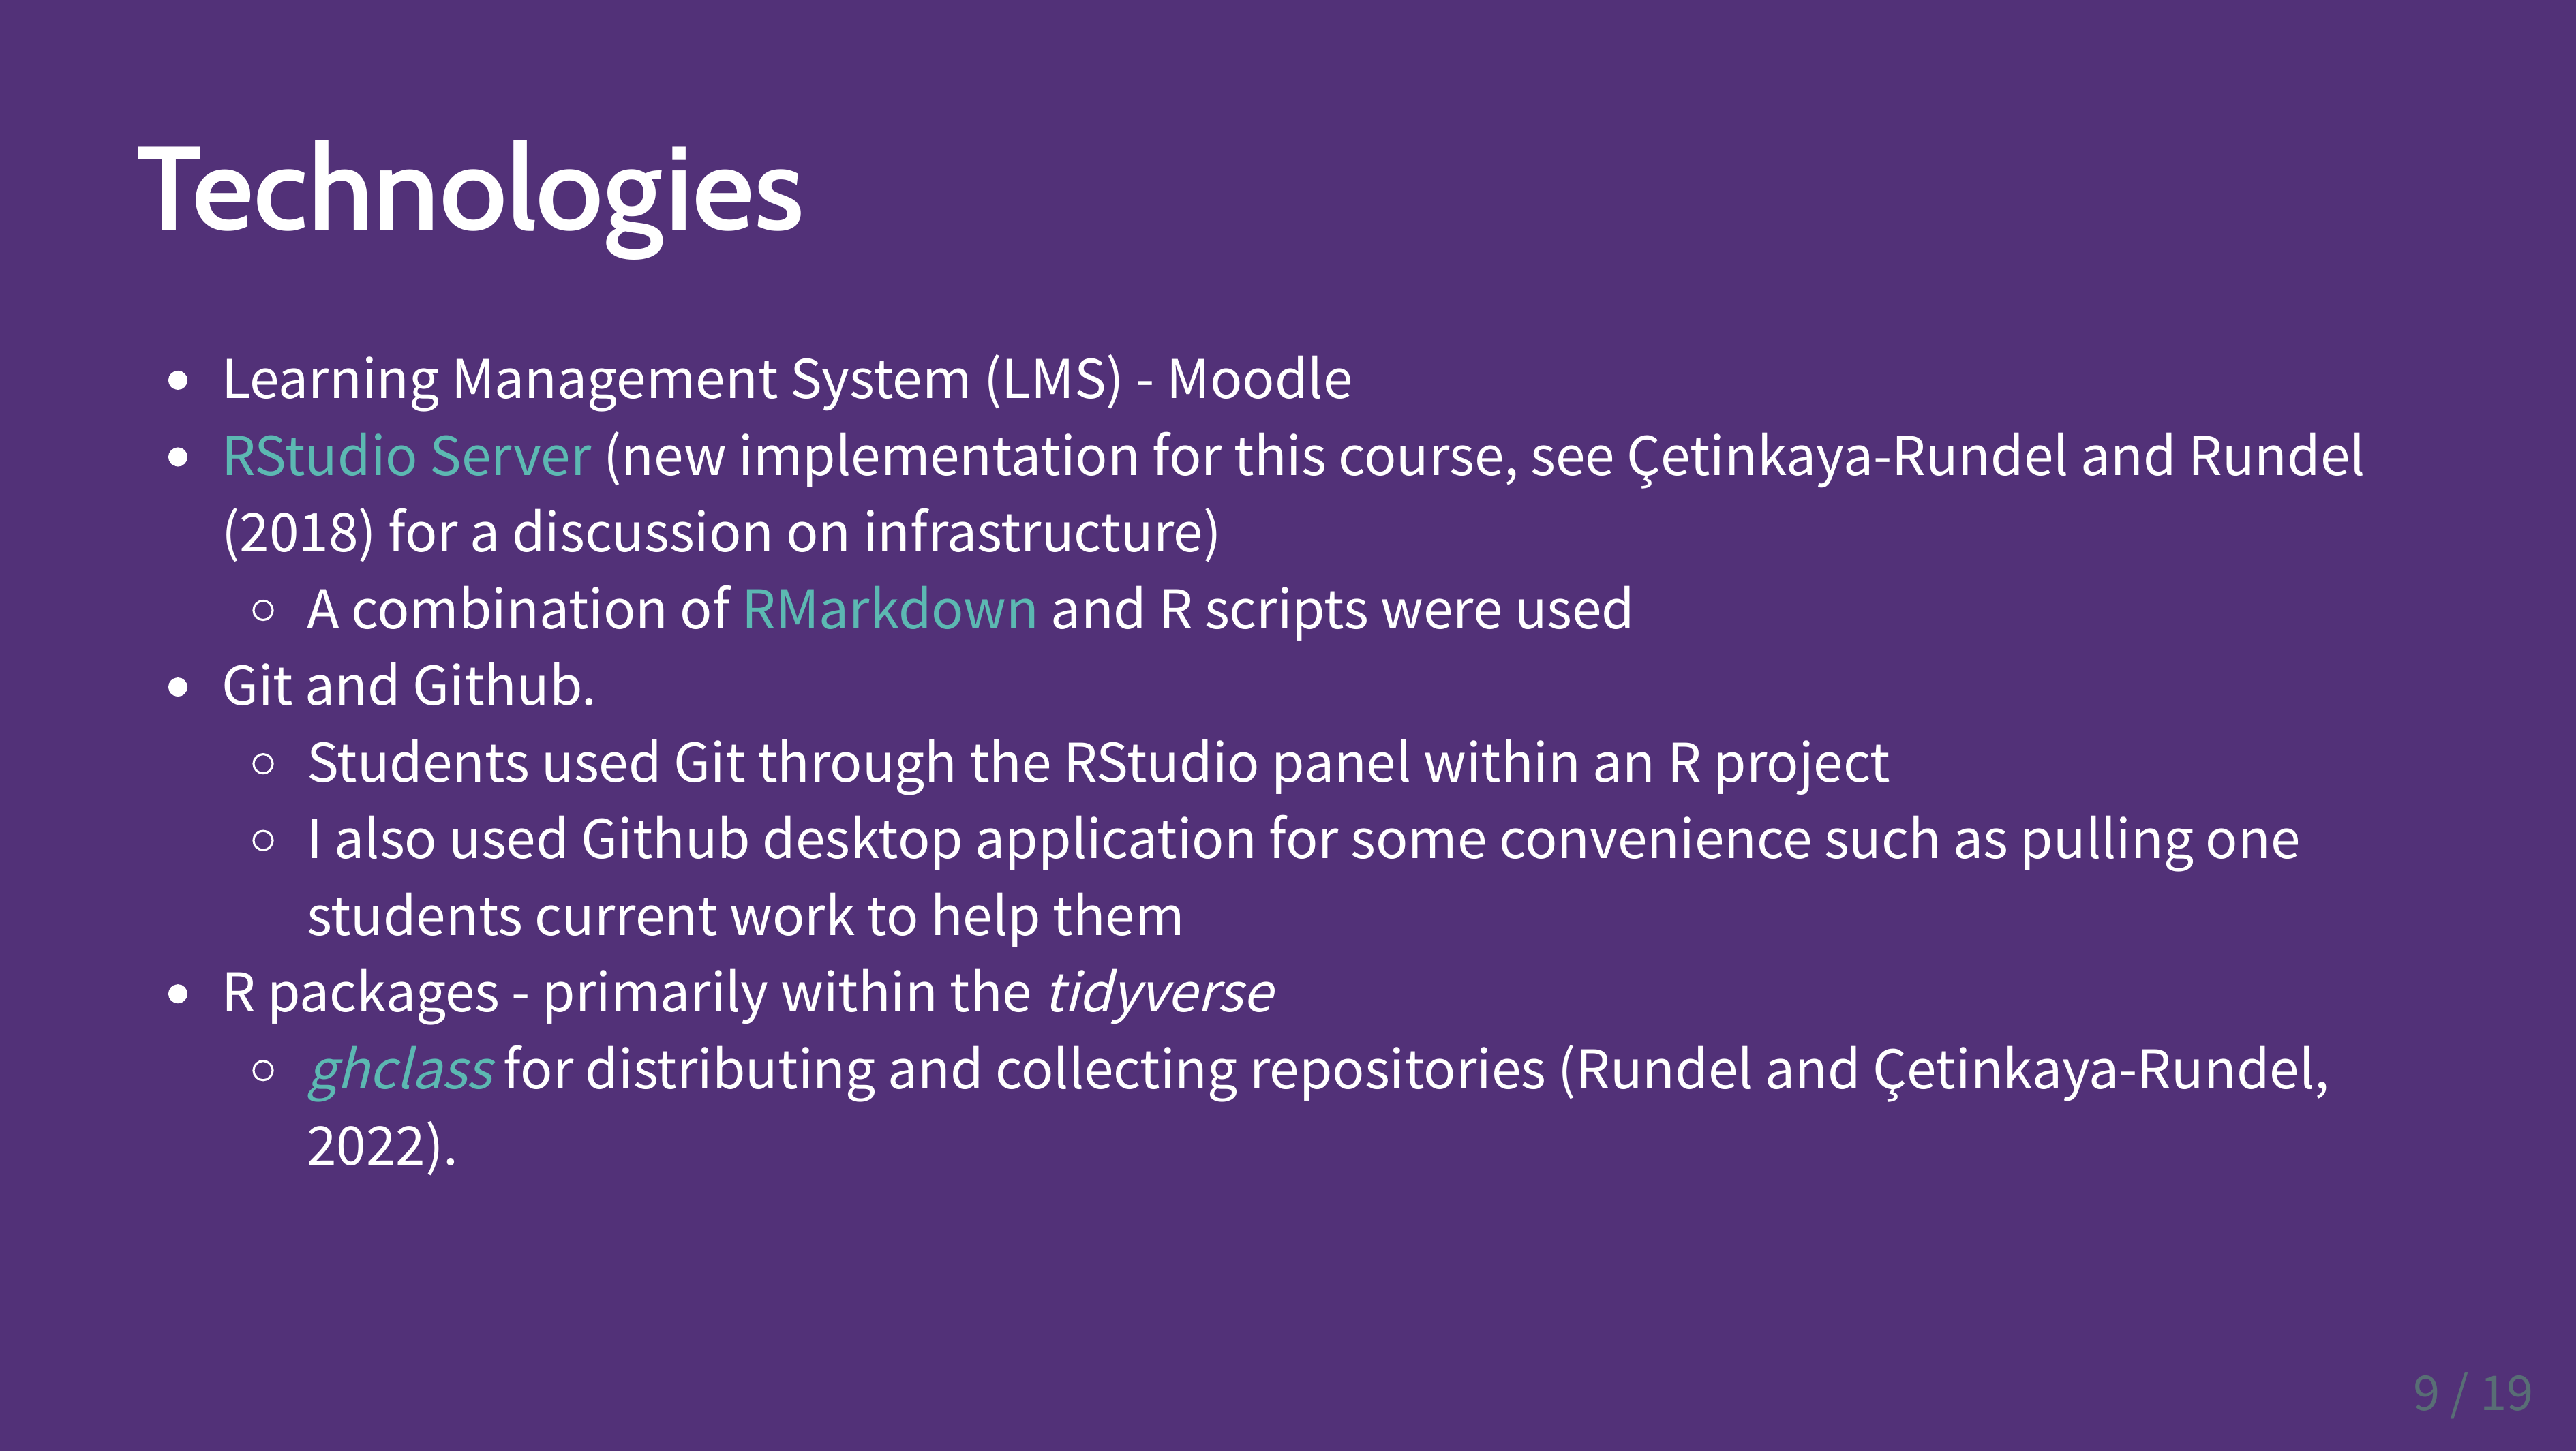 Technologies
Learning Management System (LMS) - Moodle
RStudio Server (new implementation for this course, see Çetinkaya-Rundel and Rundel
(2018) for a discussion on infrastructure)
A combination of RMarkdown and R scripts were used
Git and Github.
Students used Git through the RStudio panel within an R project
I also used Github desktop application for some convenience such as pulling one
students current work to help them
R packages - primarily within the tidyverse
ghclass for distributing and collecting repositories (Rundel and Çetinkaya-Rundel,
2022).
9 / 19